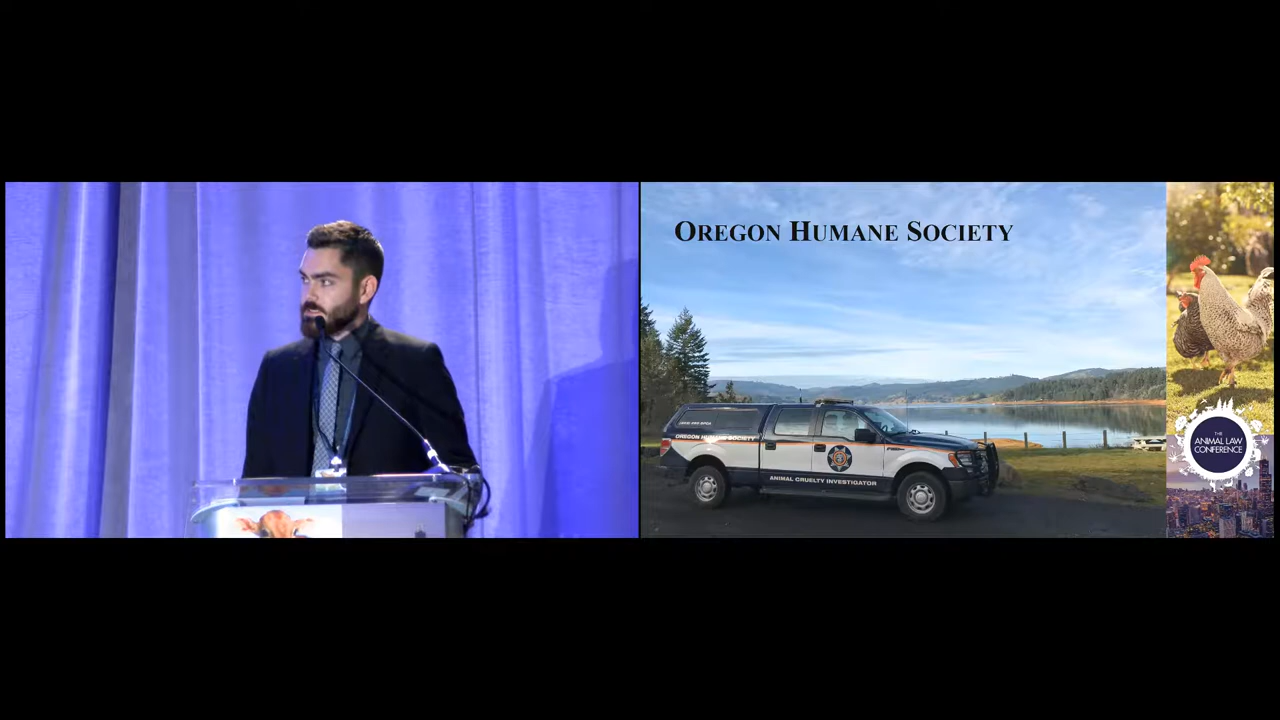 OREGON HUMANE SOCIETY
OREGON HUMANE SOCIETY
ANIMAL CRUELTY INVESTIGATOR
THE
ANIMAL LAW
CONFERENCE